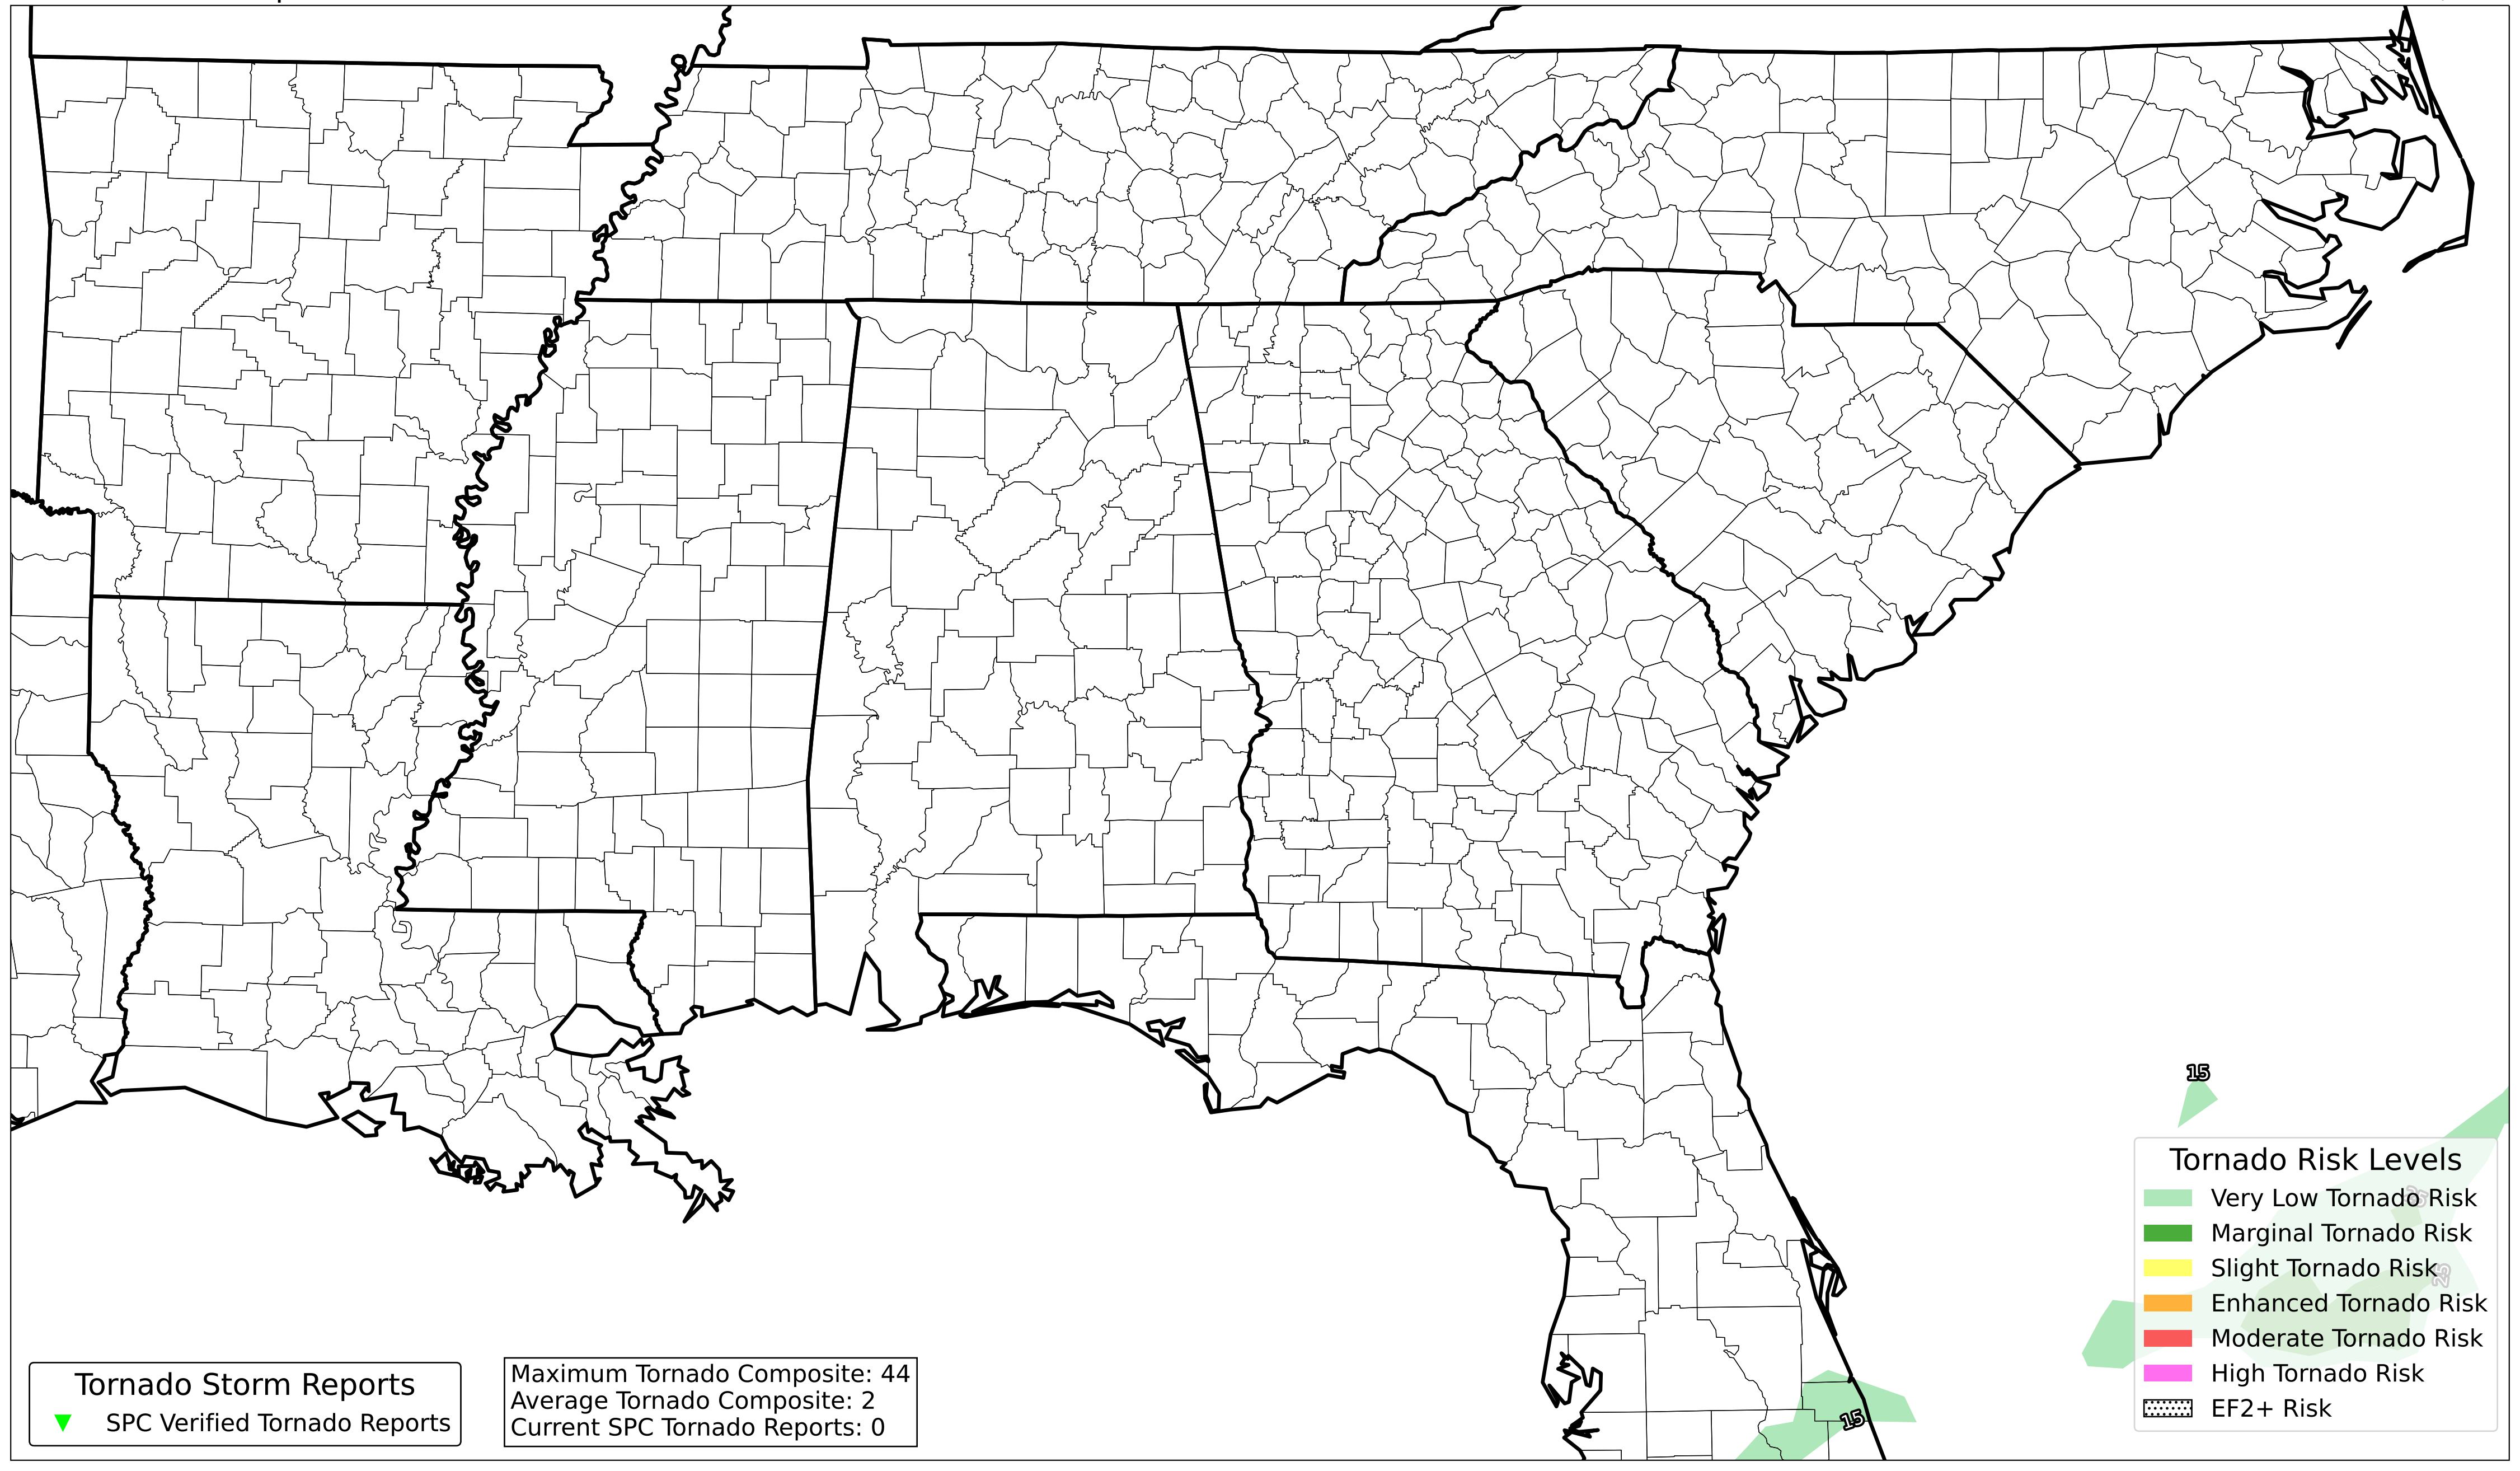 15
Tornado Risk Levels
Very Low Tornado Risk
Marginal Tornado Risk
Slight Tornado Risk
25
Enhanced Tornado Risk
Moderate Tornado Risk
High Tornado Risk
EF2+ Risk
15
Tornado Storm Reports
SPC Verified Tornado Reports
Maximum Tornado Composite: 44
Average Tornado Composite: 2
Current SPC Tornado Reports: 0